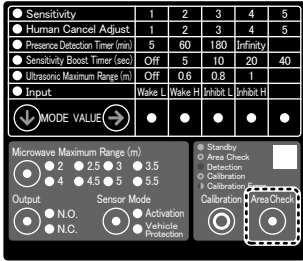 Sensitivity 1 2 3 4 5
Human Cancel Adjust 1 2 3 4 5
Presence Detection Timer (min) 5 60 180 Infinity
Sensitivity Boost Timer (sec) Off 5 10 20 40
Ultrasonic Maximum Range (m) Off 0.6 0.8 1
Input Wake L Wake H Inhibit L Inhibit H
MODE VALUE
Microwave Maximum Range (m)
2 2.5 3 3.5
4 4.5 5 5.5
Standby
Area Check
Detection
Calibration
Calibration Error
Output Sensor Mode
N.O. Activation
N.C. Vehicle Protection
Calibration Area Check